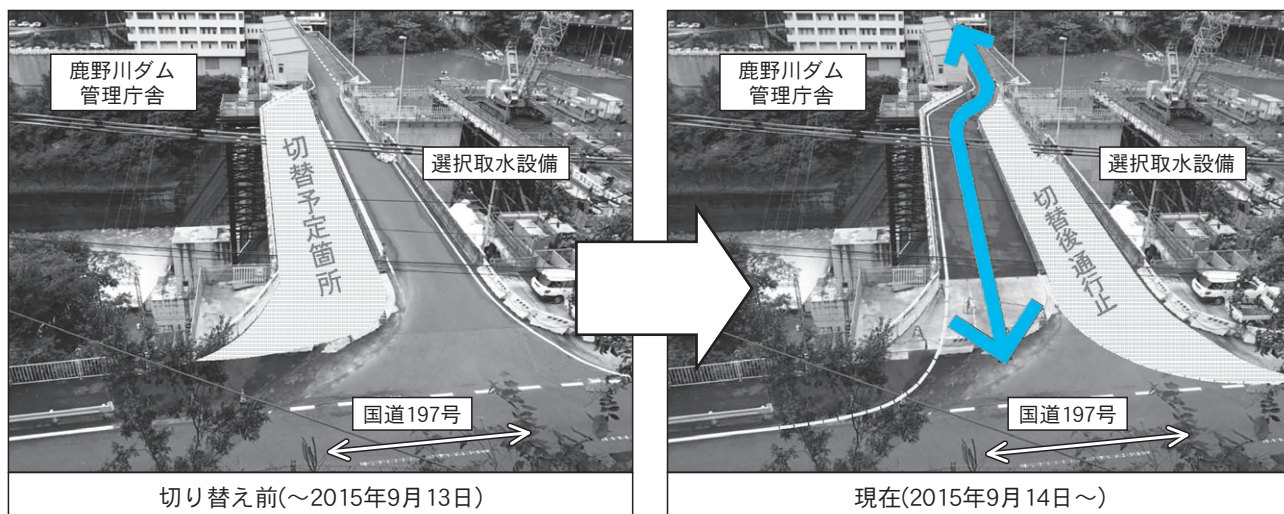 鹿野川ダム
管理庁舎
切替予定箇所
選択取水設備
国道197号
切り替え前(～2015年9月13日)
鹿野川ダム
管理庁舎
選択取水設備
切替後通行止
国道197号
現在(2015年9月14日～)